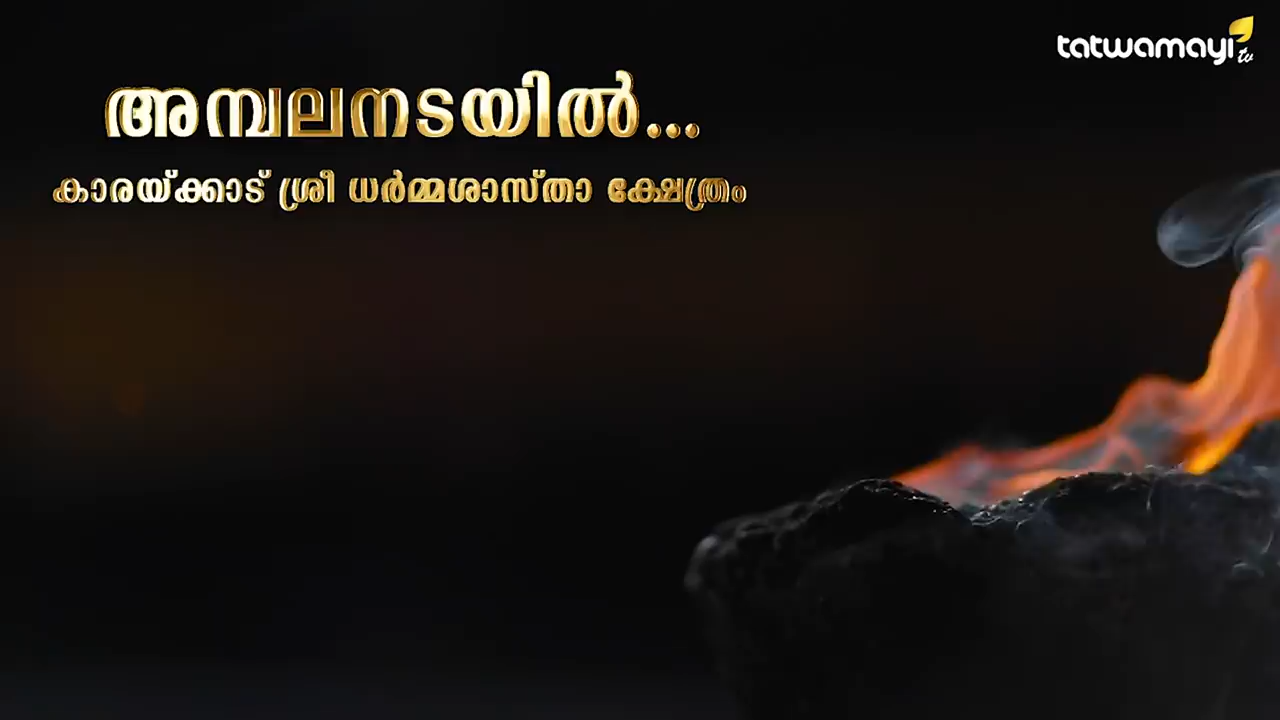 tatwamayi tv
അമ്പലനടയിൽ...
കാരയ്ക്കാട് ശ്രീ ധർമ്മശാസ്താ ക്ഷേത്രം